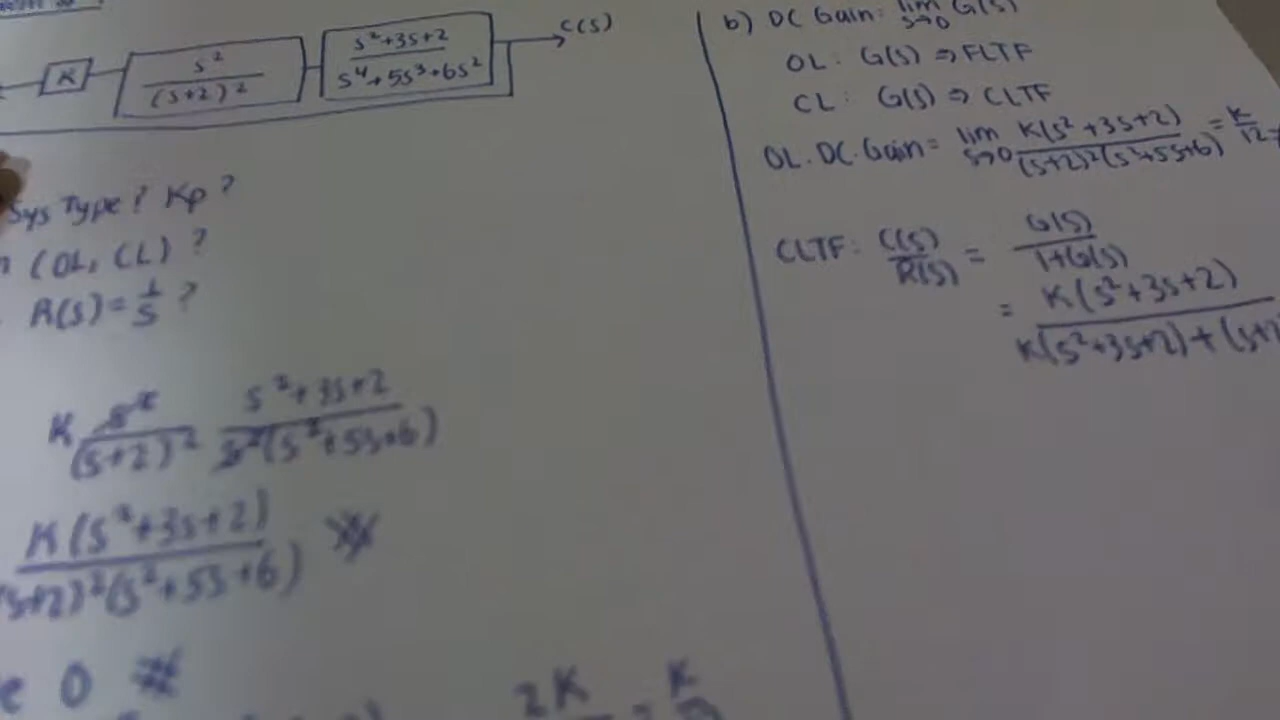 K
s²
(s+2)²
s²+3s+2
s⁴+5s³+6s²
C(s)
Sys Type? Kp?
(OL, CL)?
R(s)=1/s ?
K s²/(s+2)² s²+3s+2/s²(s²+5s+6)
K(s²+3s+2)
(s+2)²(s²+5s+6)
0
2K
= K
b) DC Gain: lim s→0 G(s)
OL: G(s) ⇒ FLTF
CL: G(s) ⇒ CLTF
OL. DC. Gain = lim s→0 K(s²+3s+2)/(s+2)²(s²+5s+6) = K/12
CLTF: C(s)/R(s) = G(s)/1+G(s)
= K(s²+3s+2)
K(s²+3s+2)+(s+2